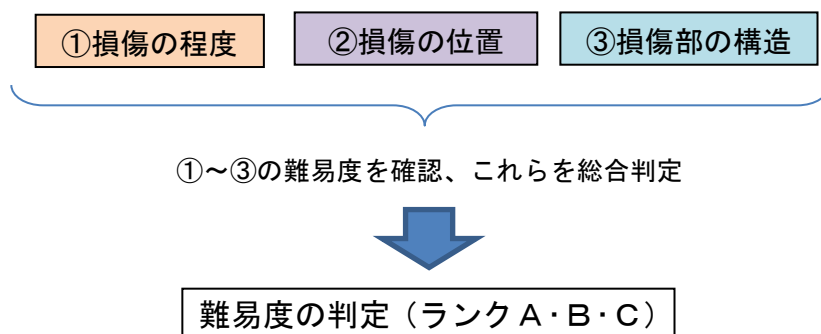 ①損傷の程度 ②損傷の位置 ③損傷部の構造
①～③の難易度を確認、これらを総合判定
難易度の判定（ランクＡ・Ｂ・Ｃ）